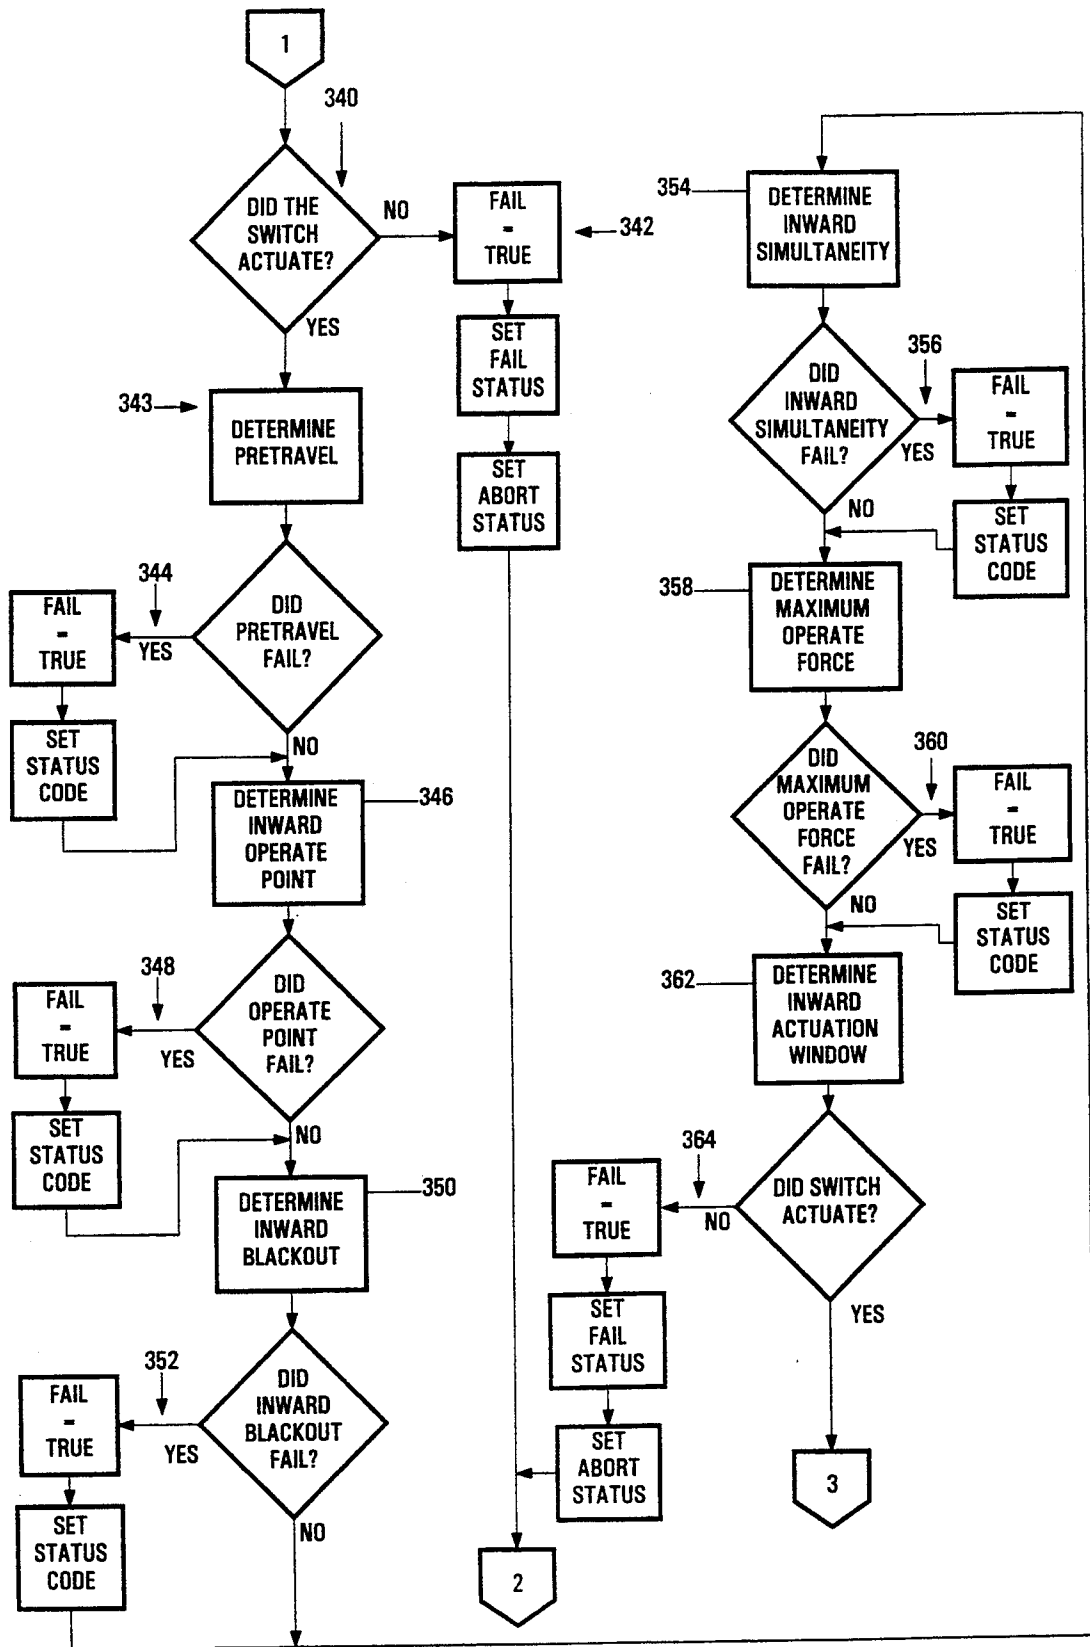 1
340
DID THE
SWITCH
ACTUATE?
NO
FAIL
=
TRUE
342
YES
SET
FAIL
STATUS
343
DETERMINE
PRETRAVEL
SET
ABORT
STATUS
344
DID
PRETRAVEL
FAIL?
YES
FAIL
=
TRUE
NO
SET
STATUS
CODE
DETERMINE
INWARD
OPERATE
POINT
346
348
DID
OPERATE
POINT
FAIL?
YES
FAIL
=
TRUE
NO
SET
STATUS
CODE
DETERMINE
INWARD
BLACKOUT
350
352
DID
INWARD
BLACKOUT
FAIL?
YES
FAIL
=
TRUE
NO
SET
STATUS
CODE
354
DETERMINE
INWARD
SIMULTANEITY
356
DID
INWARD
SIMULTANEITY
FAIL?
YES
FAIL
=
TRUE
NO
SET
STATUS
CODE
358
DETERMINE
MAXIMUM
OPERATE
FORCE
360
DID
MAXIMUM
OPERATE
FORCE
FAIL?
YES
FAIL
=
TRUE
NO
SET
STATUS
CODE
362
DETERMINE
INWARD
ACTUATION
WINDOW
364
DID SWITCH
ACTUATE?
NO
FAIL
=
TRUE
YES
SET
FAIL
STATUS
SET
ABORT
STATUS
3
2